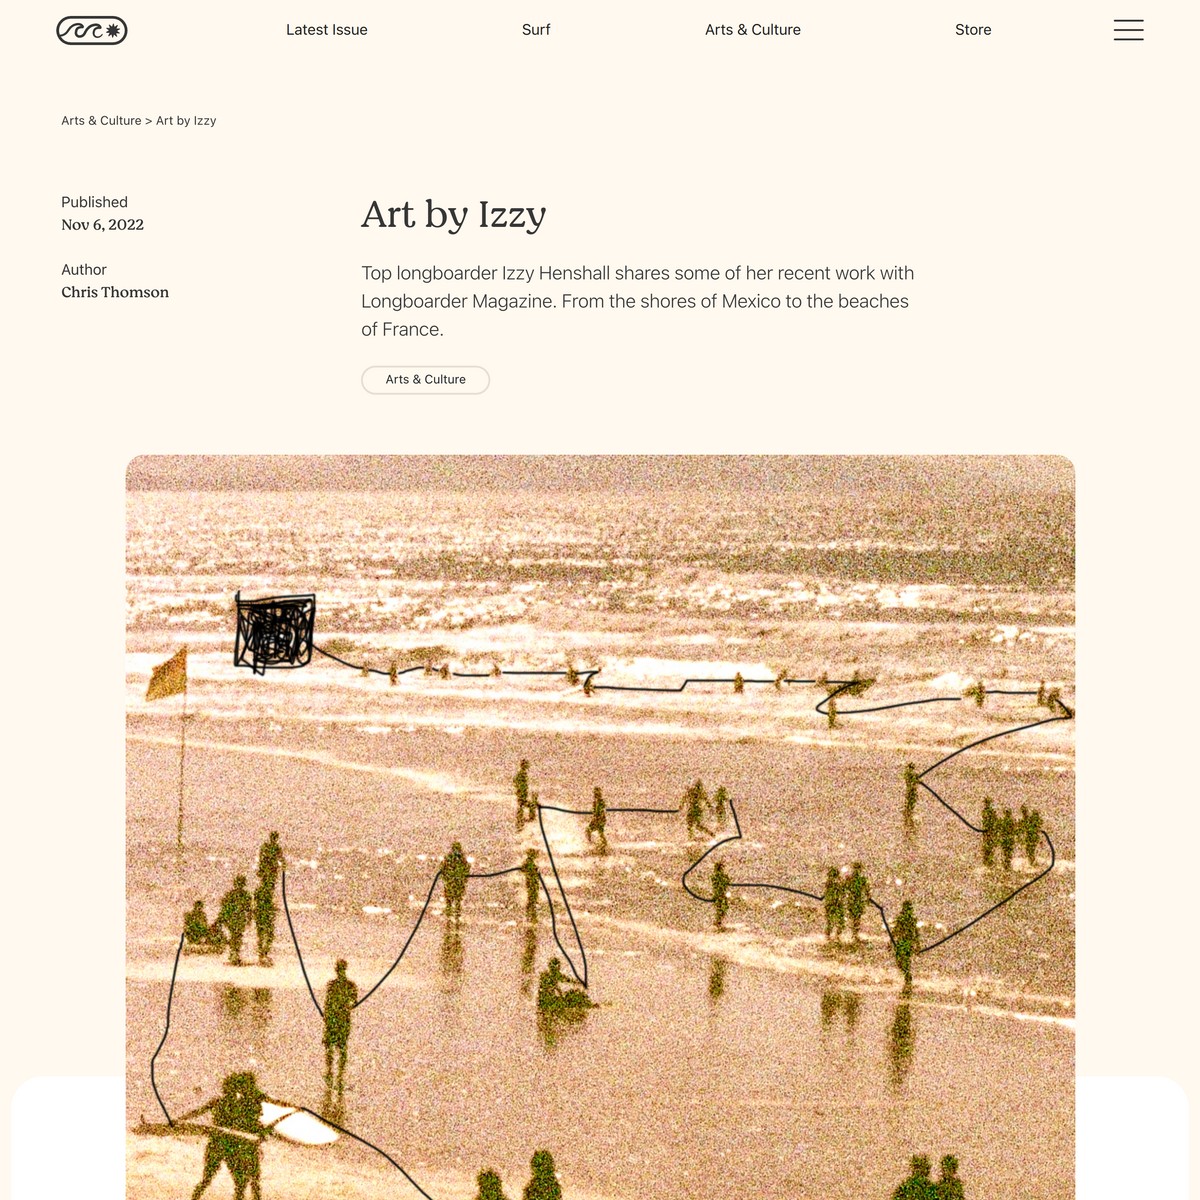 Latest Issue
Surf
Arts & Culture
Store
Arts & Culture > Art by Izzy
Published
Nov 6, 2022
Author
Chris Thomson
Art by Izzy
Top longboarder Izzy Henshall shares some of her recent work with
Longboarder Magazine. From the shores of Mexico to the beaches
of France.
Arts & Culture